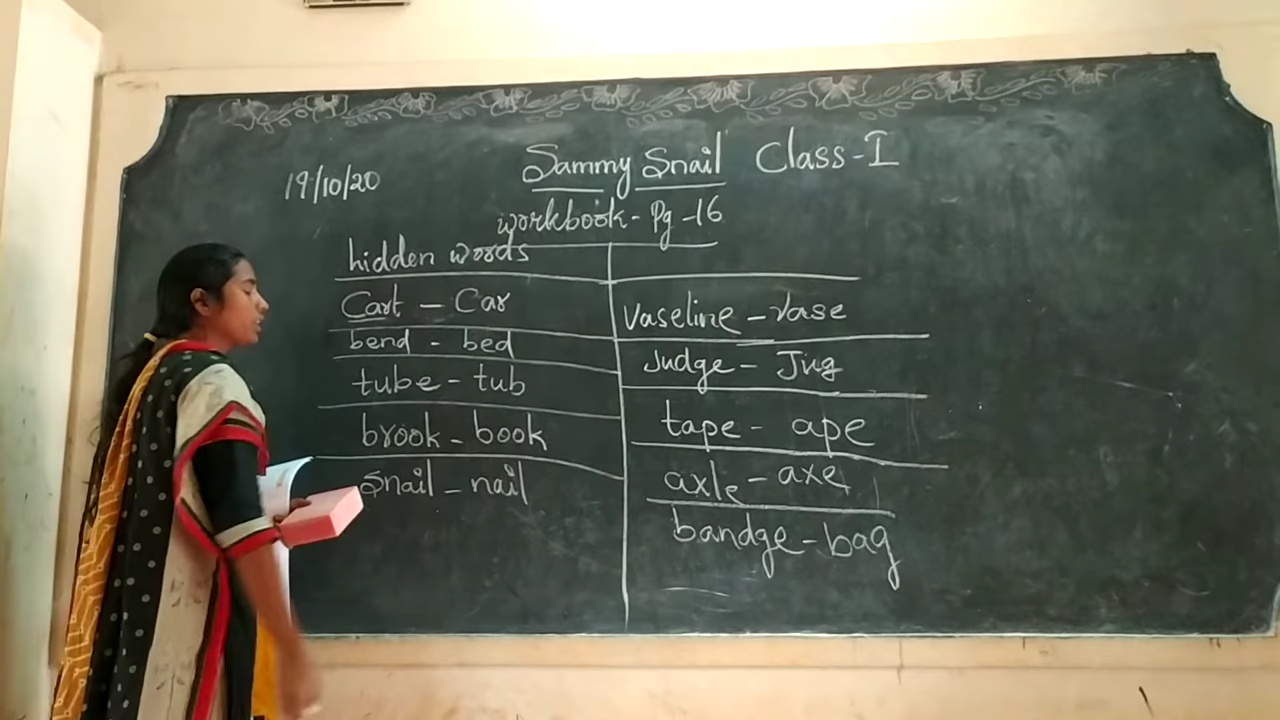 Sammy Snail Class-I
19/10/20
workbook - Pg -16
hidden words
Cart - Car
bend - bed
tube - tub
brook - book
Snail - nail
Vaseline - vase
Judge - Jug
tape - ape
axle - axe
bandge - bag